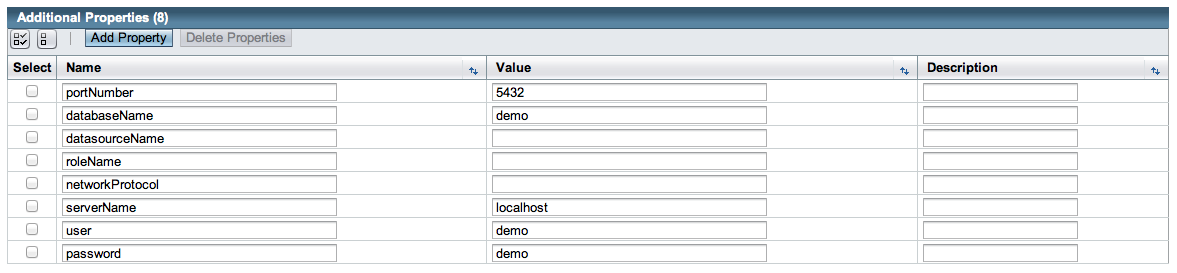 Additional Properties (8)
Add Property Delete Properties
Select Name Value Description
portNumber 5432
databaseName demo
datasourceName
roleName
networkProtocol
serverName localhost
user demo
password demo